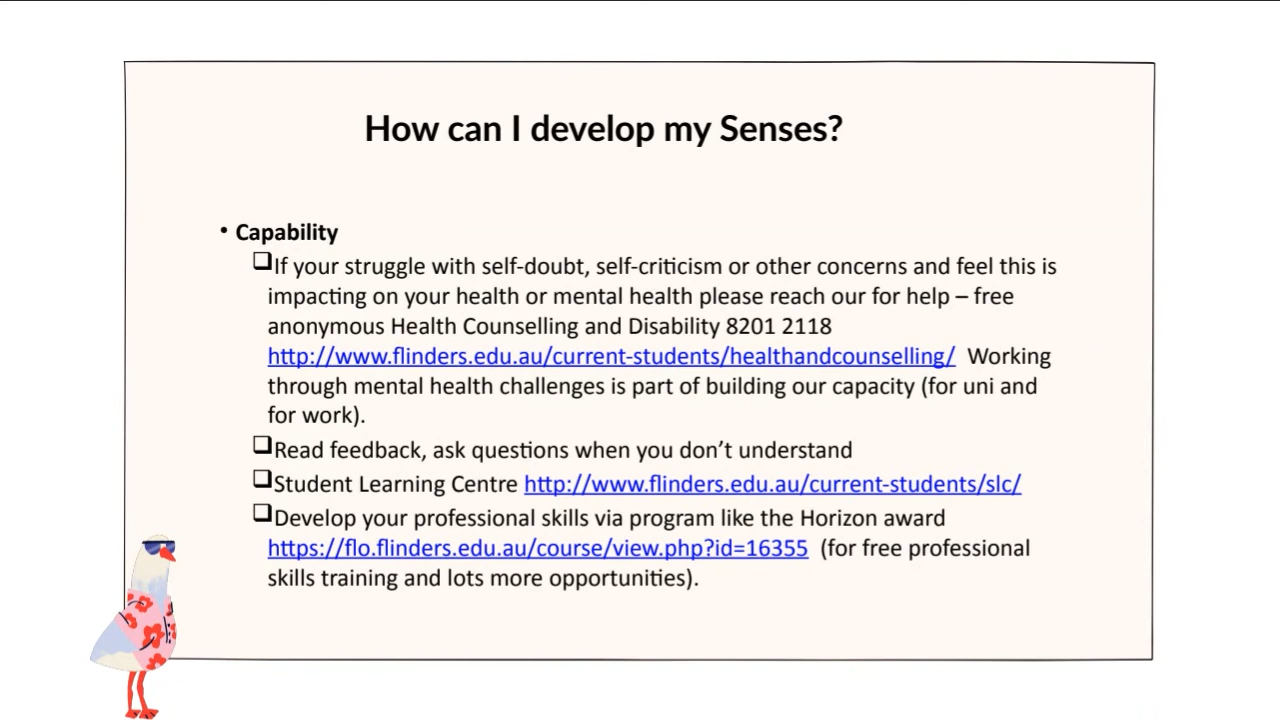 How can I develop my Senses?
• Capability
❑If your struggle with self-doubt, self-criticism or other concerns and feel this is
impacting on your health or mental health please reach our for help – free
anonymous Health Counselling and Disability 8201 2118
http://www.flinders.edu.au/current-students/healthandcounselling/ Working
through mental health challenges is part of building our capacity (for uni and
for work).
❑Read feedback, ask questions when you don’t understand
❑Student Learning Centre http://www.flinders.edu.au/current-students/slc/
❑Develop your professional skills via program like the Horizon award
https://flo.flinders.edu.au/course/view.php?id=16355 (for free professional
skills training and lots more opportunities).